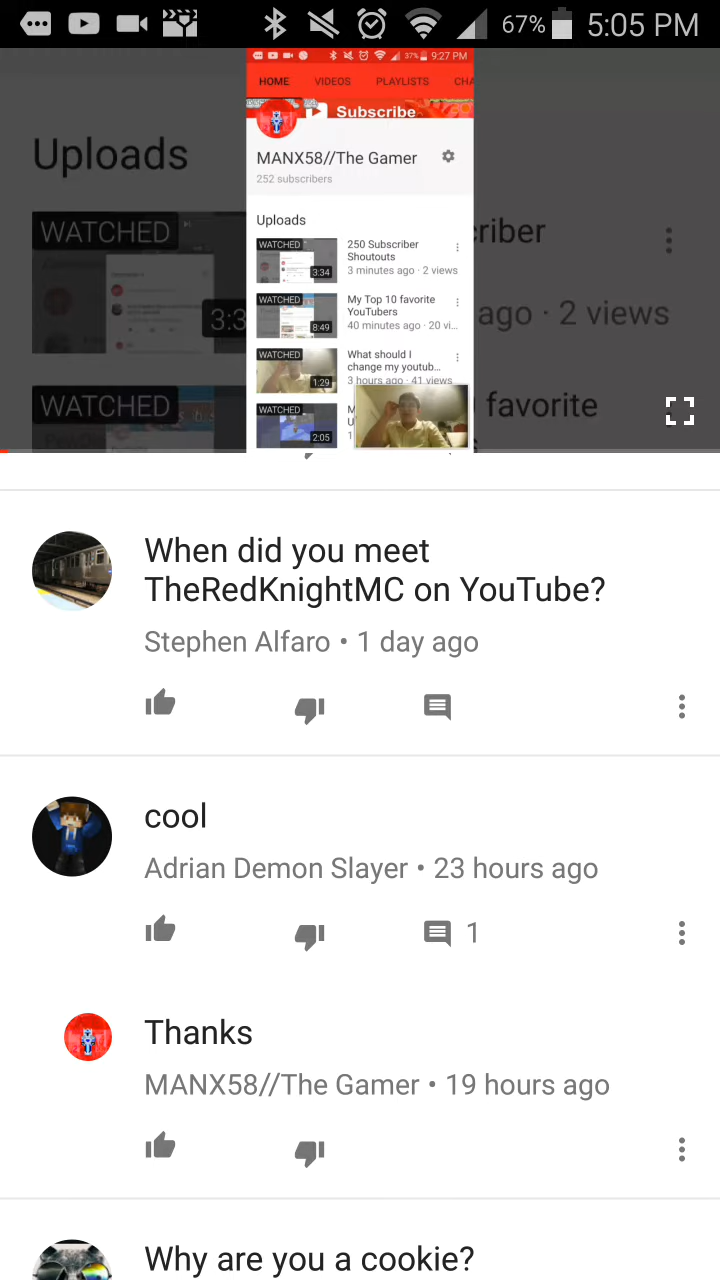 67% 5:05 PM
37% 9:27 PM
HOME VIDEOS PLAYLISTS CHA
Subscribe
MANX58//The Gamer
252 subscribers
Uploads
WATCHED
3:34
250 Subscriber
Shoutouts
3 minutes ago · 2 views
WATCHED
8:49
My Top 10 favorite
YouTubers
40 minutes ago · 20 vi...
WATCHED
1:29
What should I
change my youtub...
3 hours ago · 41 views
WATCHED
2:05
M
U
1
Uploads
WATCHED
3:3
criber
ago · 2 views
WATCHED
favorite
When did you meet
TheRedKnightMC on YouTube?
Stephen Alfaro • 1 day ago
cool
Adrian Demon Slayer • 23 hours ago
1
Thanks
MANX58//The Gamer • 19 hours ago
Why are you a cookie?